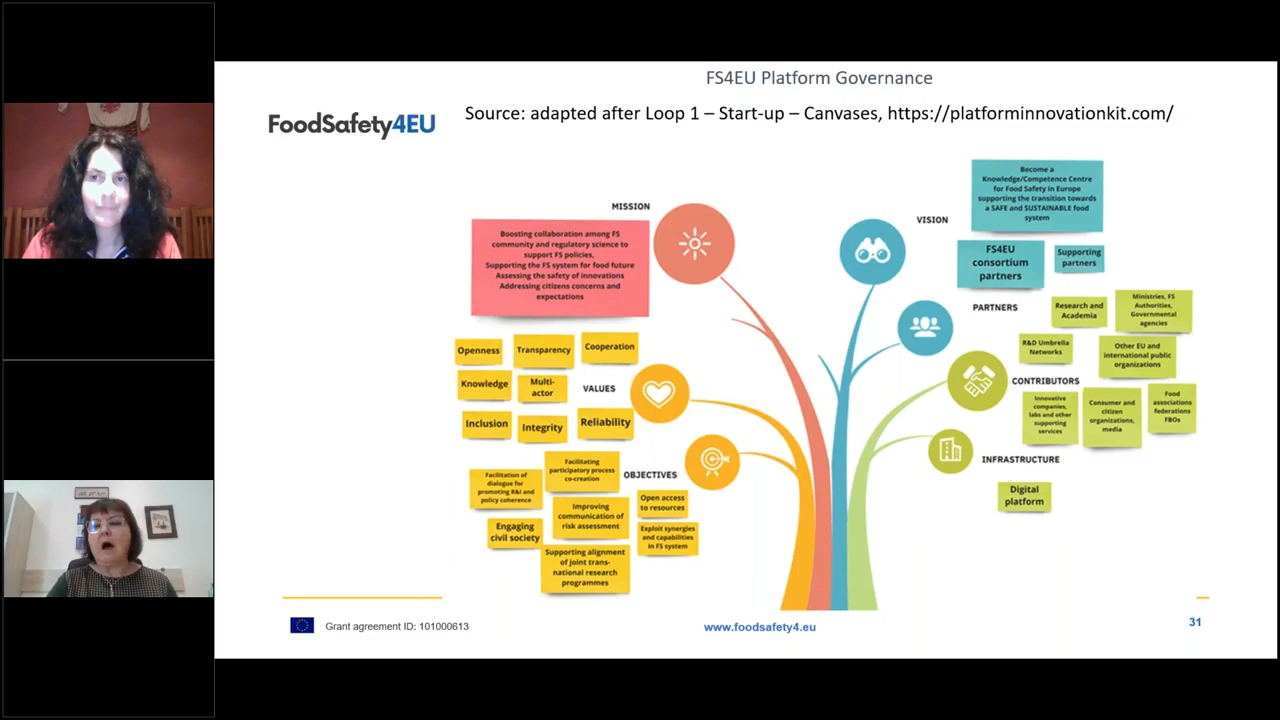 FS4EU Platform Governance
FoodSafety4EU
Source: adapted after Loop 1 – Start-up – Canvases, https://platforminnovationkit.com/
MISSION
Boosting collaboration among FS
community and regulatory science to
support FS policies,
Supporting the FS system for food future
Assessing the safety of innovations
Addressing citizens concerns and
expectations
VISION
Become a
Knowledge/Competence Centre
for Food Safety in Europe
supporting the transition towards
a SAFE and SUSTAINABLE food
system
FS4EU
consortium
partners
Supporting
partners
PARTNERS
Research and
Academia
Ministries, FS
Authorities,
Governmental
agencies
R&D Umbrella
Networks
Other EU and
international public
organizations
CONTRIBUTORS
Innovative
companies,
labs and other
supporting
services
Consumer and
citizen
organizations,
media
Food
associations
federations
FBOs
INFRASTRUCTURE
Digital
platform
Openness
Transparency
Cooperation
Knowledge
Multi-
actor
VALUES
Inclusion
Integrity
Reliability
OBJECTIVES
Facilitation of
dialogue for
promoting R&I and
policy coherence
Facilitating
participatory process
co-creation
Improving
communication of
risk assessment
Open access
to resources
Engaging
civil society
Exploit synergies
and capabilities
in FS system
Supporting alignment
of joint trans-
national research
programmes
Grant agreement ID: 101000613
www.foodsafety4.eu
31